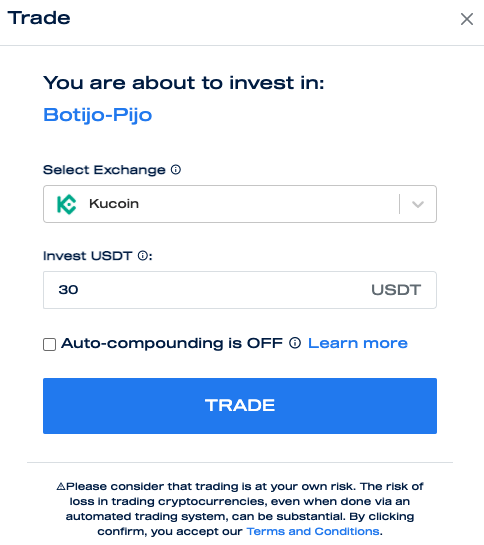 Trade
You are about to invest in:
Botijo-Pijo
Select Exchange
Kucoin
Invest USDT :
30 USDT
Auto-compounding is OFF Learn more
TRADE
⚠Please consider that trading is at your own risk. The risk of
loss in trading cryptocurrencies, even when done via an
automated trading system, can be substantial. By clicking
confirm, you accept our Terms and Conditions.